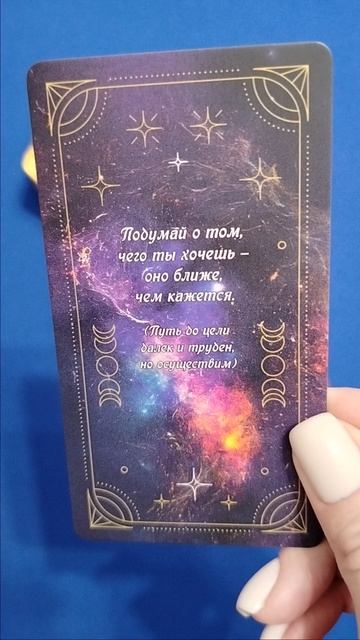 Подумай о том,
чего ты хочешь –
оно ближе,
чем кажется.
(Путь до цели
далек и труден,
но осуществим)